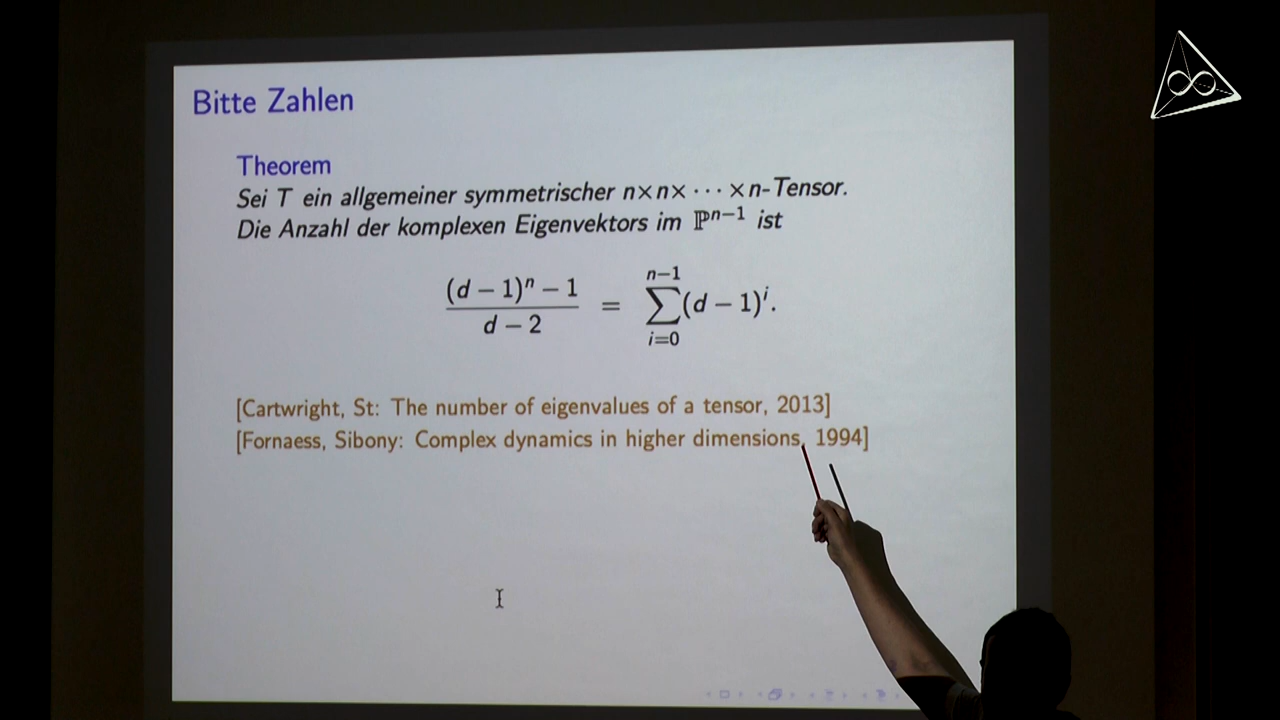 Bitte Zahlen
Theorem
Sei T ein allgemeiner symmetrischer n×n× ··· ×n-Tensor.
Die Anzahl der komplexen Eigenvektors im ℙⁿ⁻¹ ist
((d − 1)ⁿ − 1)/(d − 2) = ∑_{i=0}^{n−1} (d − 1)ⁱ.
[Cartwright, St: The number of eigenvalues of a tensor, 2013]
[Fornaess, Sibony: Complex dynamics in higher dimensions, 1994]